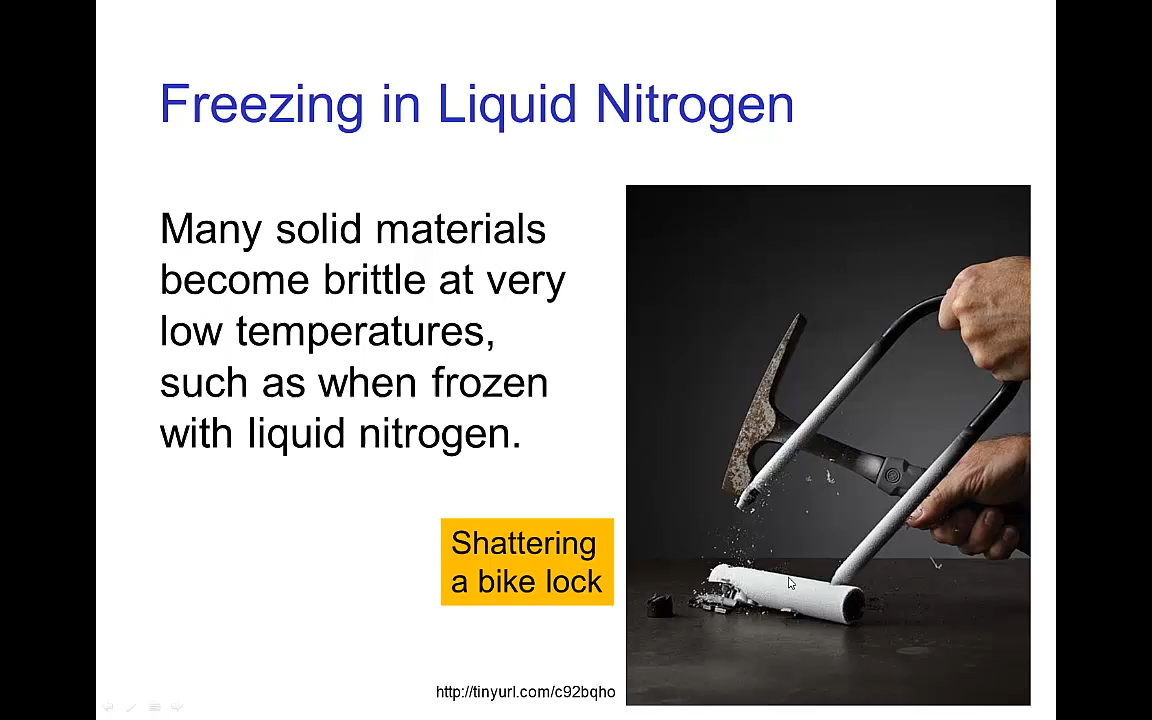 Freezing in Liquid Nitrogen
Many solid materials
become brittle at very
low temperatures,
such as when frozen
with liquid nitrogen.
Shattering
a bike lock
http://tinyurl.com/c92bqho